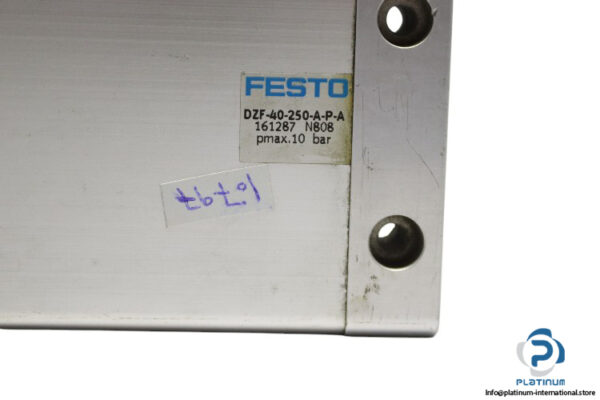 FESTO
DZF-40-250-A-P-A
161287 N808
pmax.10 bar
PLATINUM
Info@platinum-international.store